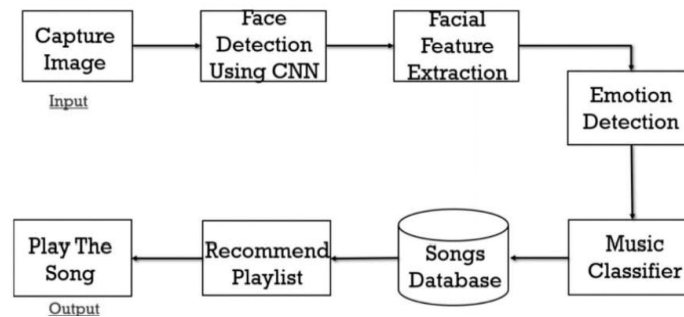 Capture
Image
Input
Face
Detection
Using CNN
Facial
Feature
Extraction
Emotion
Detection
Music
Classifier
Songs
Database
Recommend
Playlist
Play The
Song
Output